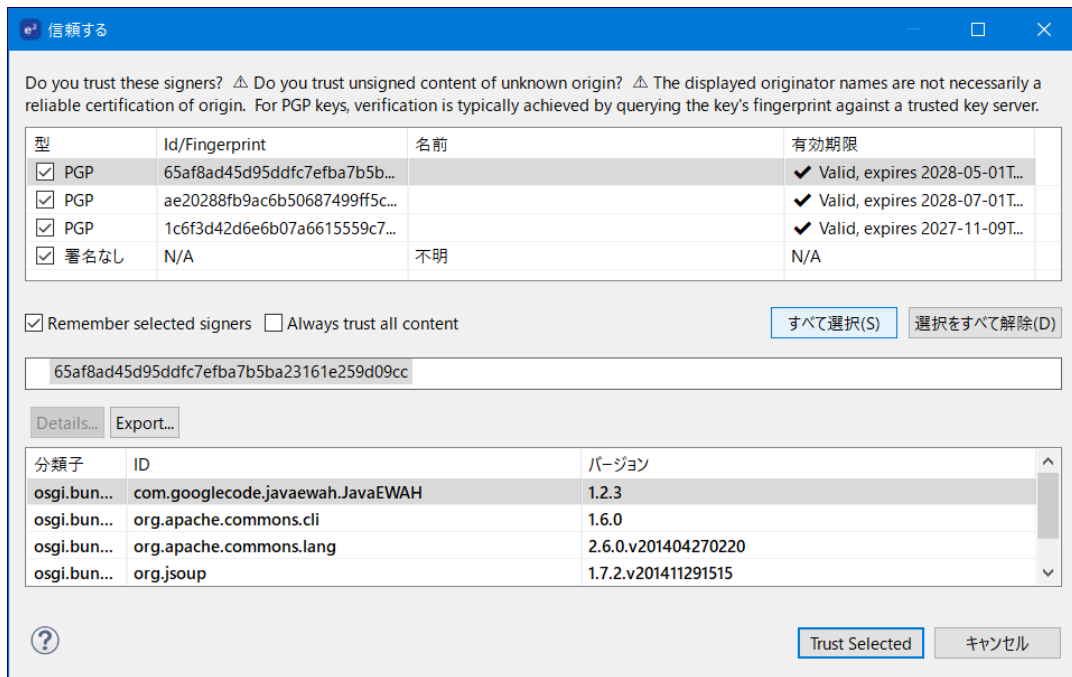 e² 信頼する
Do you trust these signers? ⚠ Do you trust unsigned content of unknown origin? ⚠ The displayed originator names are not necessarily a
reliable certification of origin. For PGP keys, verification is typically achieved by querying the key's fingerprint against a trusted key server.
型 Id/Fingerprint 名前 有効期限
PGP 65af8ad45d95ddfc7efba7b5b... ✔ Valid, expires 2028-05-01T...
PGP ae20288fb9ac6b50687499ff5c... ✔ Valid, expires 2028-07-01T...
PGP 1c6f3d42d6e6b07a6615559c7... ✔ Valid, expires 2027-11-09T...
署名なし N/A 不明 N/A
Remember selected signers Always trust all content すべて選択(S) 選択をすべて解除(D)
65af8ad45d95ddfc7efba7b5ba23161e259d09cc
Details... Export...
分類子 ID バージョン
osgi.bun... com.googlecode.javaewah.JavaEWAH 1.2.3
osgi.bun... org.apache.commons.cli 1.6.0
osgi.bun... org.apache.commons.lang 2.6.0.v201404270220
osgi.bun... org.jsoup 1.7.2.v201411291515
? Trust Selected キャンセル